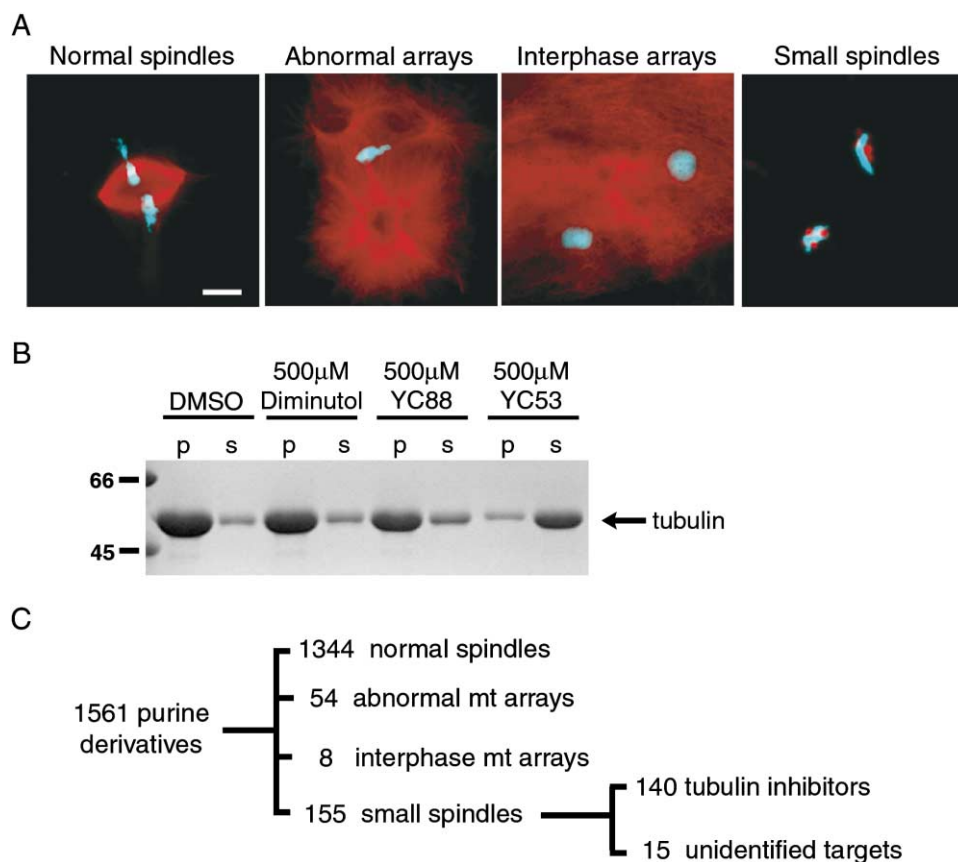 A
Normal spindles Abnormal arrays Interphase arrays Small spindles
B
500μM 500μM 500μM
DMSO Diminutol YC88 YC53
p s p s p s p s
66
tubulin
45
C
1344 normal spindles
54 abnormal mt arrays
1561 purine
derivatives
8 interphase mt arrays
140 tubulin inhibitors
155 small spindles
15 unidentified targets